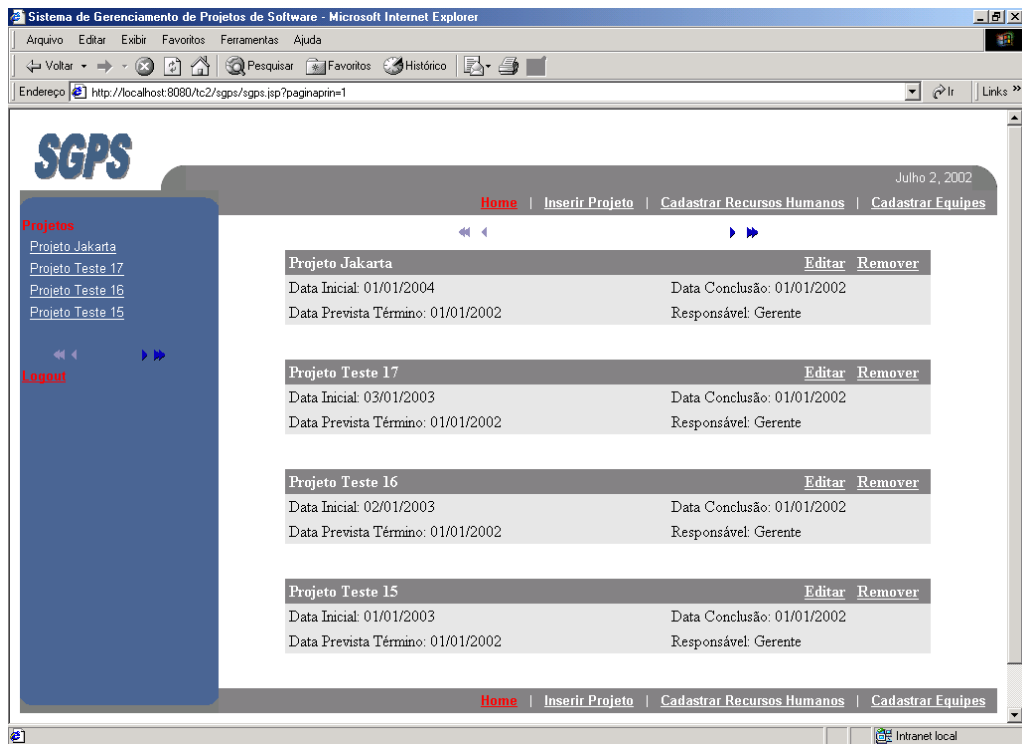 Sistema de Gerenciamento de Projetos de Software - Microsoft Internet Explorer
Arquivo Editar Exibir Favoritos Ferramentas Ajuda
Voltar Pesquisar Favoritos Histórico
Endereço http://localhost:8080/tc2/sgps/sgps.jsp?paginaprin=1 Ir Links »
SGPS
Julho 2, 2002
Home | Inserir Projeto | Cadastrar Recursos Humanos | Cadastrar Equipes
Projetos
Projeto Jakarta
Projeto Teste 17
Projeto Teste 16
Projeto Teste 15
Logout
Projeto Jakarta Editar Remover
Data Inicial: 01/01/2004 Data Conclusão: 01/01/2002
Data Prevista Término: 01/01/2002 Responsável: Gerente
Projeto Teste 17 Editar Remover
Data Inicial: 03/01/2003 Data Conclusão: 01/01/2002
Data Prevista Término: 01/01/2002 Responsável: Gerente
Projeto Teste 16 Editar Remover
Data Inicial: 02/01/2003 Data Conclusão: 01/01/2002
Data Prevista Término: 01/01/2002 Responsável: Gerente
Projeto Teste 15 Editar Remover
Data Inicial: 01/01/2003 Data Conclusão: 01/01/2002
Data Prevista Término: 01/01/2002 Responsável: Gerente
Home | Inserir Projeto | Cadastrar Recursos Humanos | Cadastrar Equipes
Intranet local